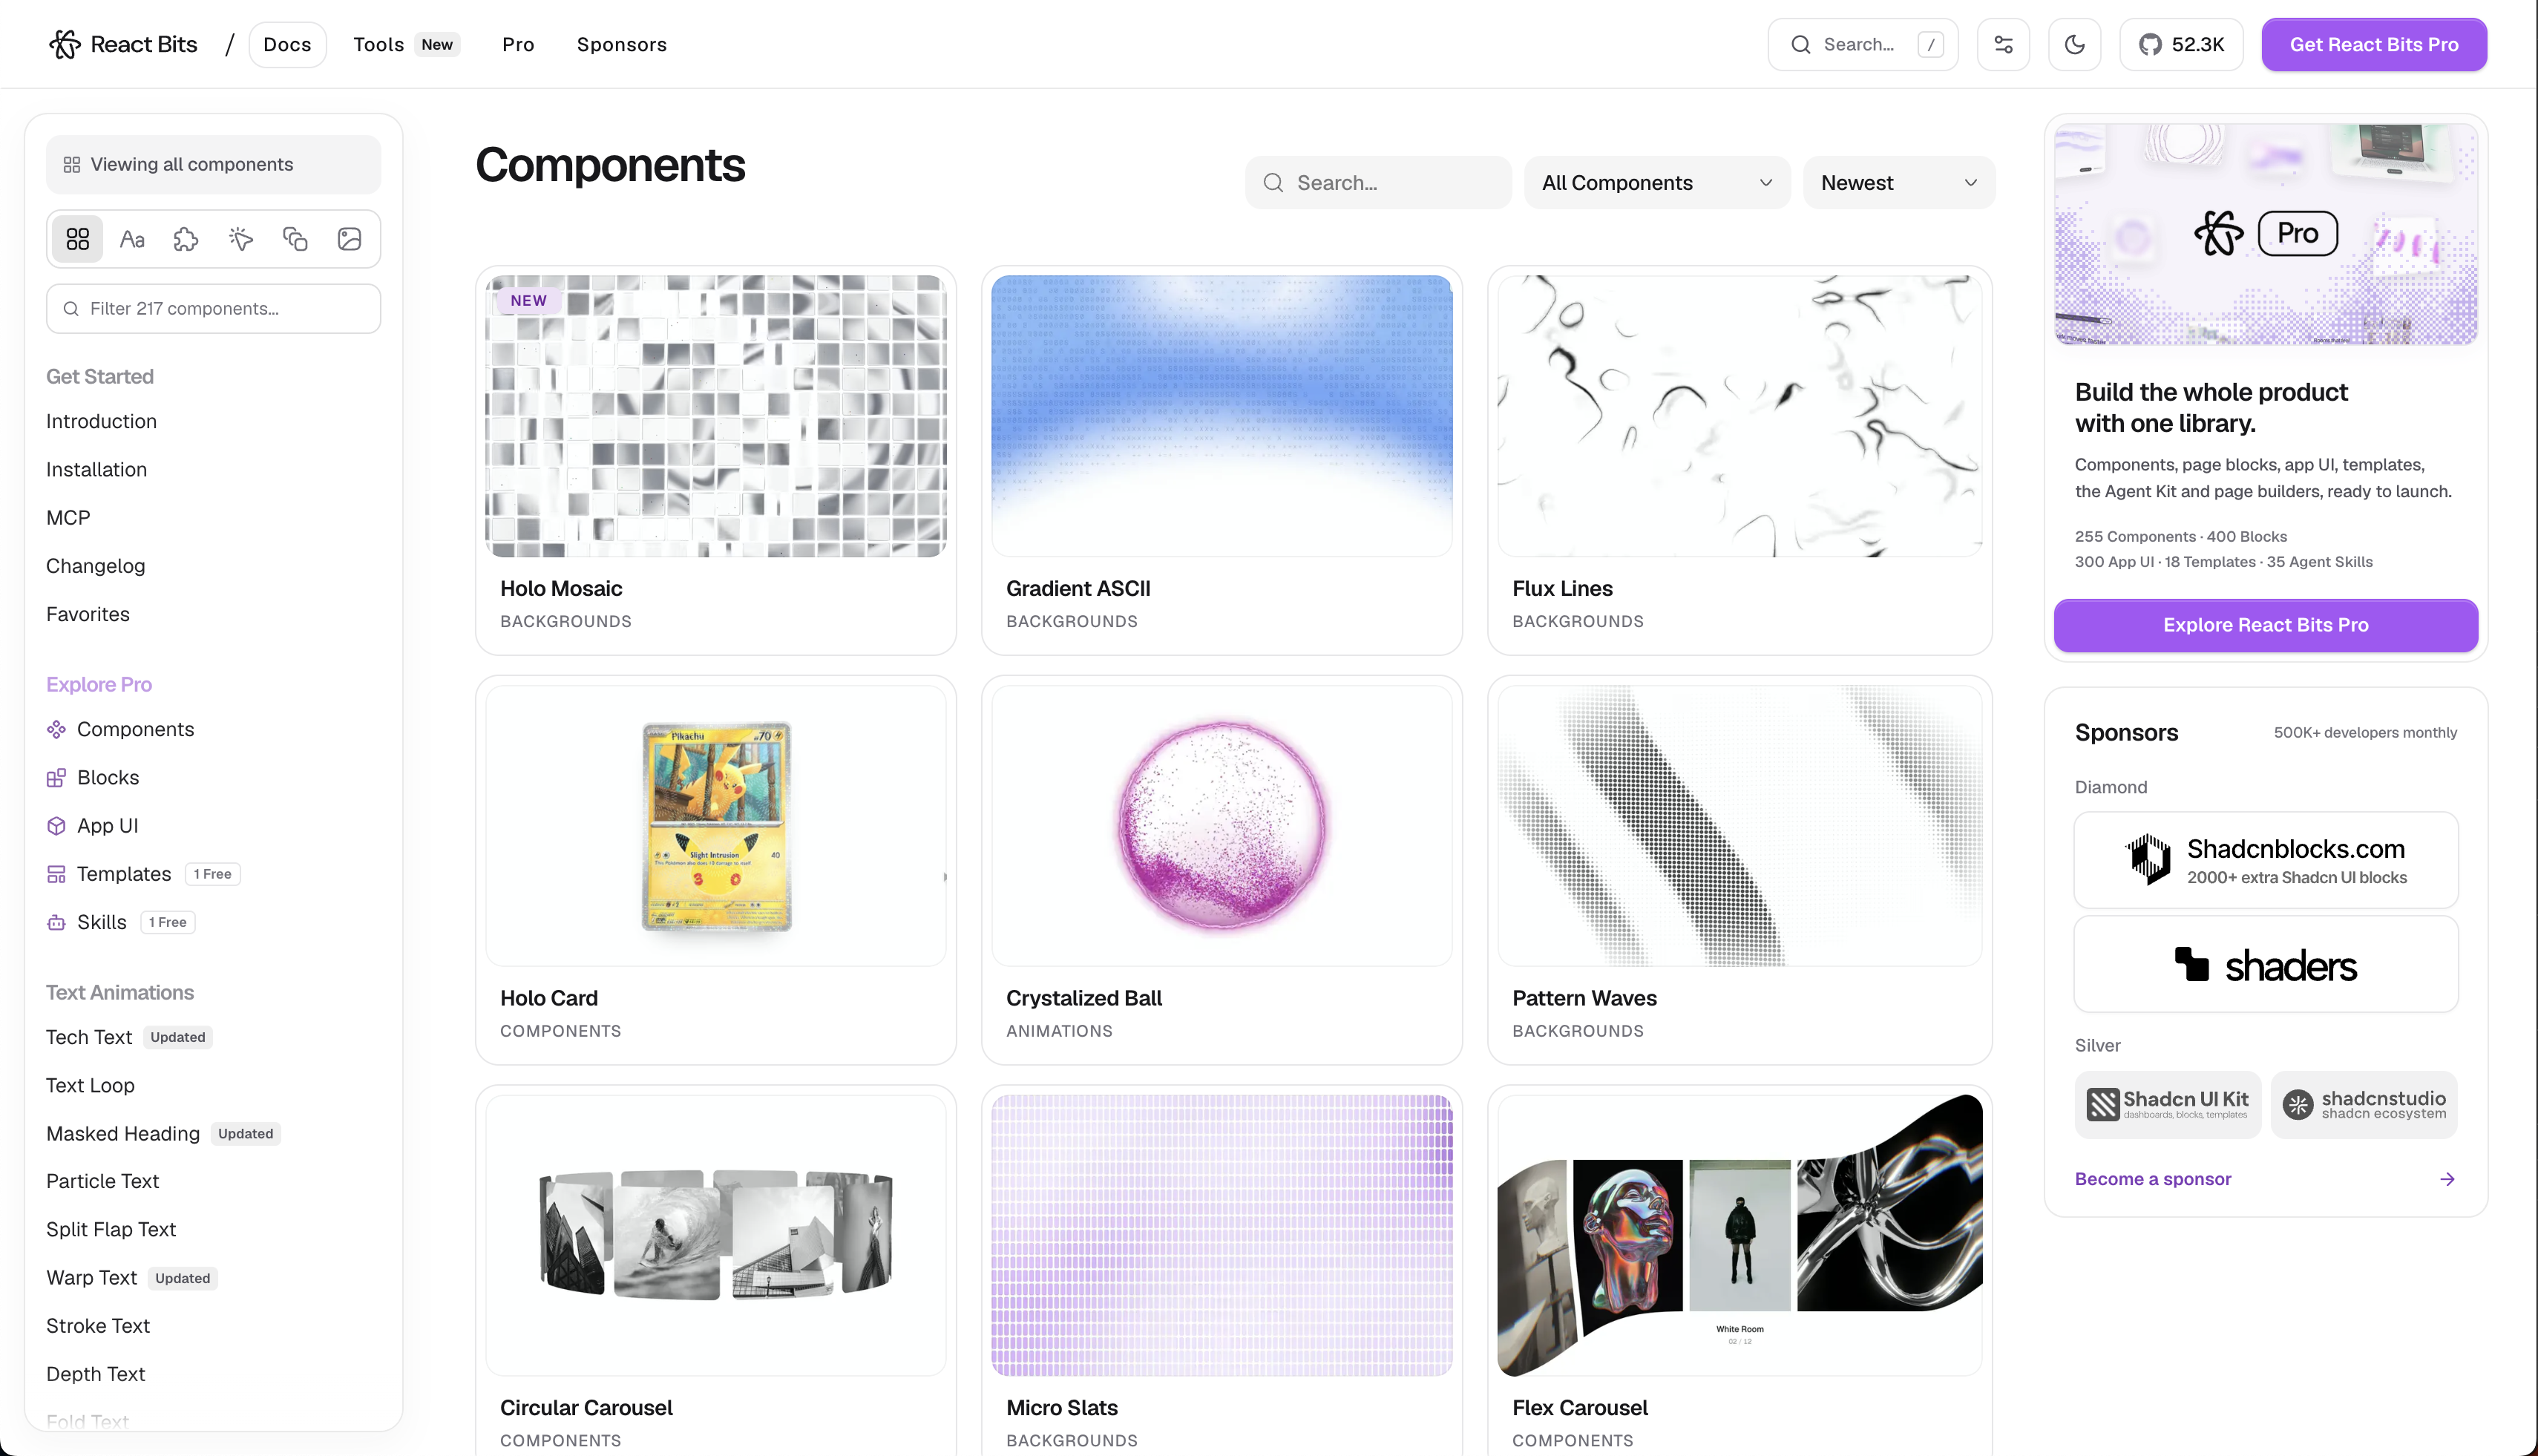 React Bits
/
Docs
Tools New
Pro
Sponsors
Search... /
52.3K
Get React Bits Pro
Viewing all components
Aa
Filter 217 components...
Get Started
Introduction
Installation
MCP
Changelog
Favorites
Explore Pro
Components
Blocks
App UI
Templates 1 Free
Skills 1 Free
Text Animations
Tech Text Updated
Text Loop
Masked Heading Updated
Particle Text
Split Flap Text
Warp Text Updated
Stroke Text
Depth Text
Fold Text
Components
Search...
All Components
Newest
NEW
Holo Mosaic
BACKGROUNDS
Gradient ASCII
BACKGROUNDS
Flux Lines
BACKGROUNDS
Pikachu 70
Slight Intrusion 40
30
Holo Card
COMPONENTS
Crystalized Ball
ANIMATIONS
Pattern Waves
BACKGROUNDS
Circular Carousel
COMPONENTS
Micro Slats
BACKGROUNDS
White Room
02 / 12
Flex Carousel
COMPONENTS
Pro
Build the whole product
with one library.
Components, page blocks, app UI, templates,
the Agent Kit and page builders, ready to launch.
255 Components · 400 Blocks
300 App UI · 18 Templates · 35 Agent Skills
Explore React Bits Pro
Sponsors
500K+ developers monthly
Diamond
Shadcnblocks.com
2000+ extra Shadcn UI blocks
shaders
Silver
Shadcn UI Kit
dashboards, blocks, templates
shadcnstudio
shadcn ecosystem
Become a sponsor